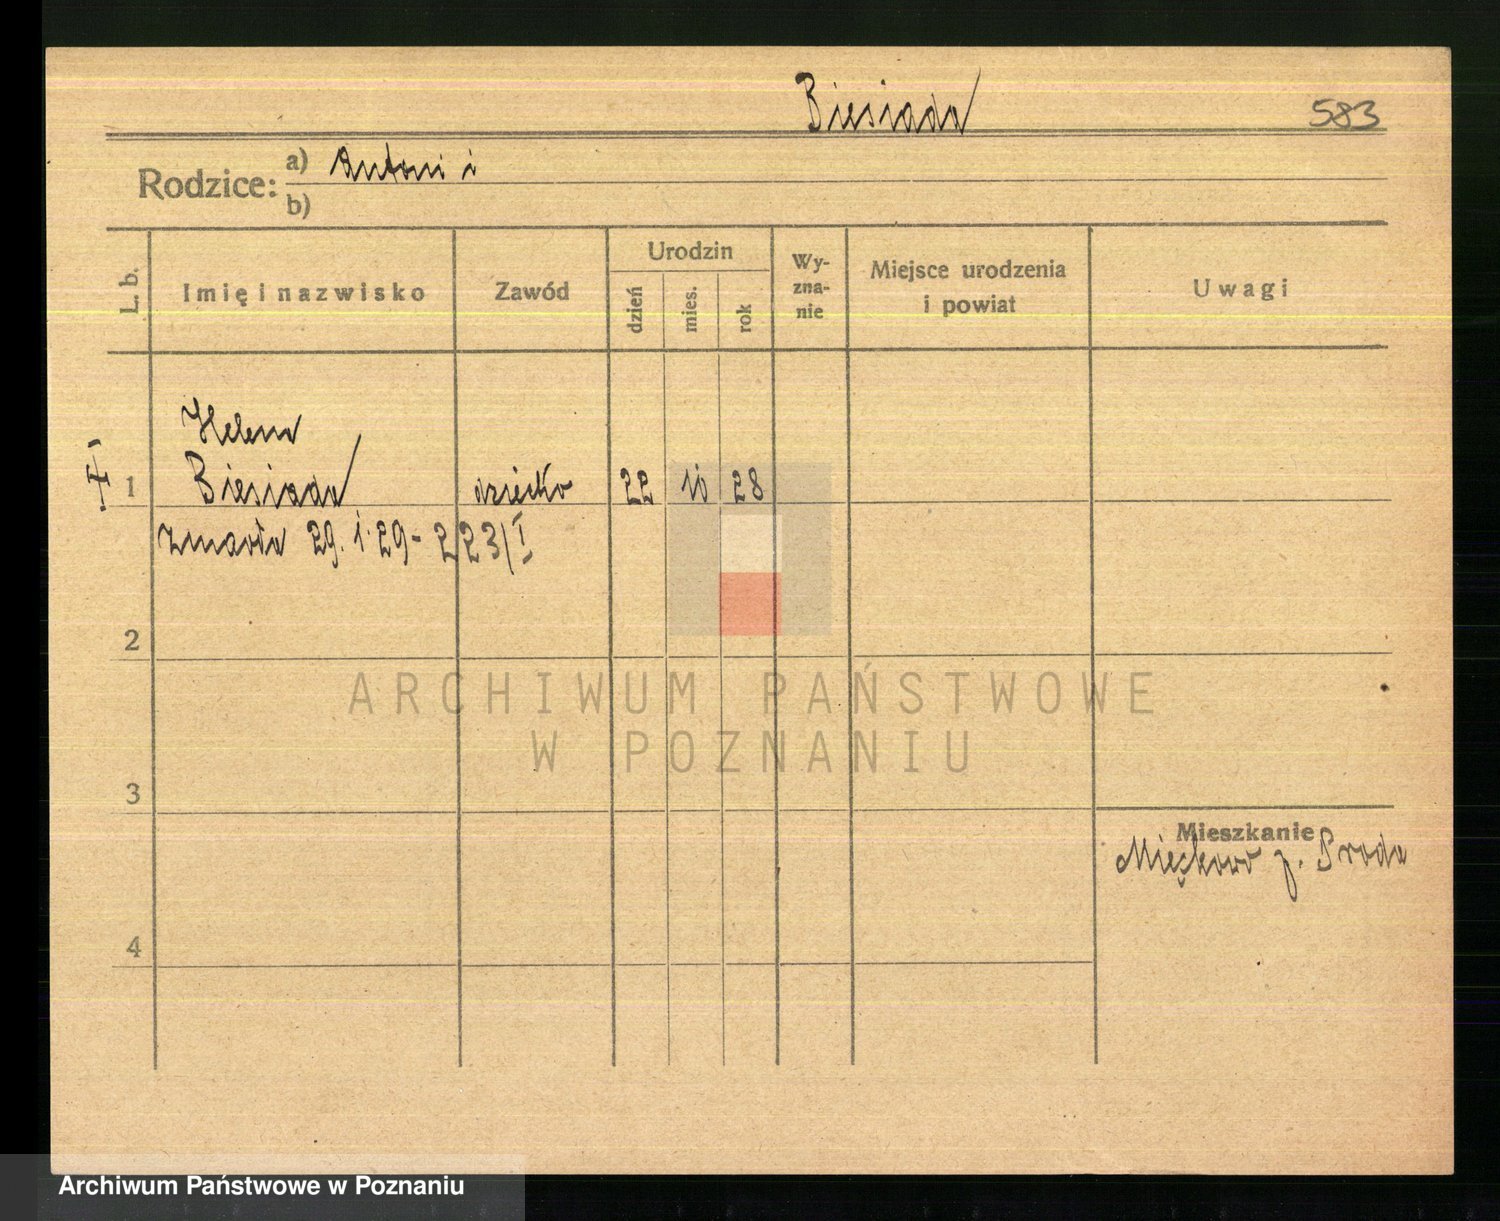 Biesiada 583
Rodzice: a) Antoni i
b)
L. b. Imię i nazwisko Zawód Urodzin dzień mies. rok Wy-
zna-
nie Miejsce urodzenia
i powiat Uwagi
Helena
1 Biesiada dziecko 22 10 28
zmarła 29. 1. 29 - 223/I
2
ARCHIWUM PAŃSTWOWE
W POZNANIU
3
Mieszkanie
p. Środa
4
Archiwum Państwowe w Poznaniu